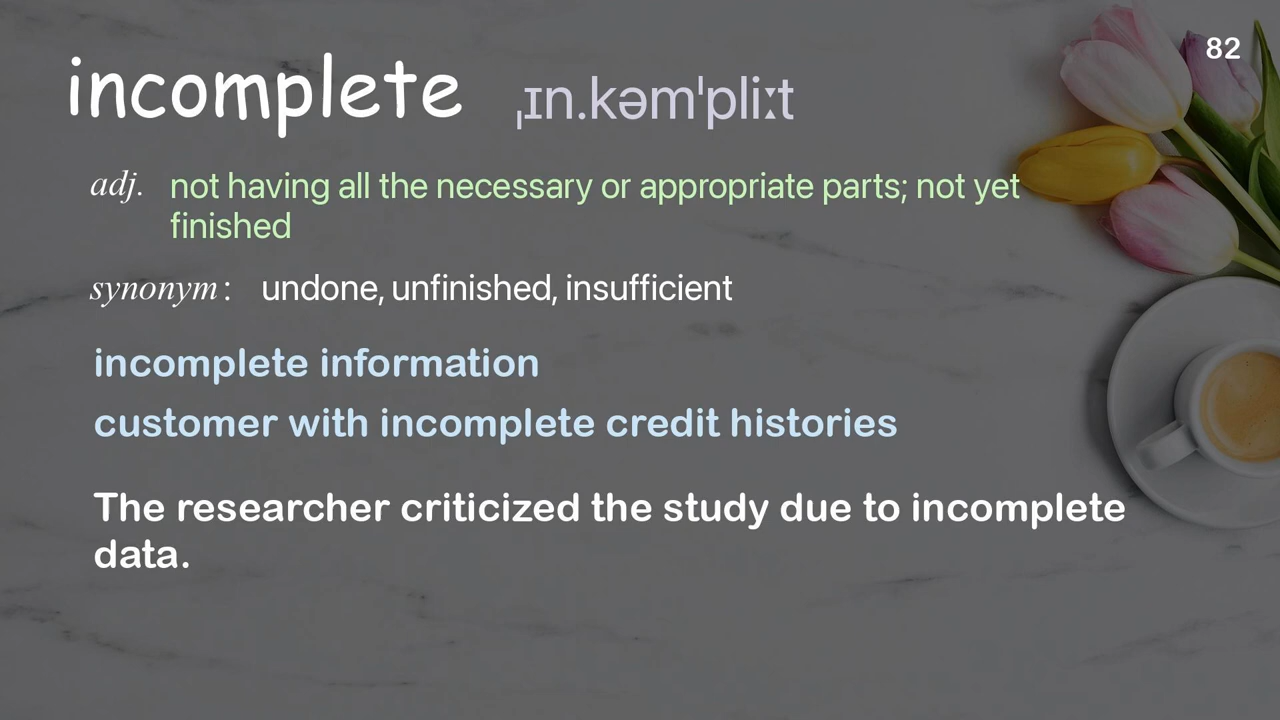 82
incomplete ˌɪn.kəmˈpliːt
adj. not having all the necessary or appropriate parts; not yet
finished
synonym: undone, unfinished, insufficient
incomplete information
customer with incomplete credit histories
The researcher criticized the study due to incomplete
data.